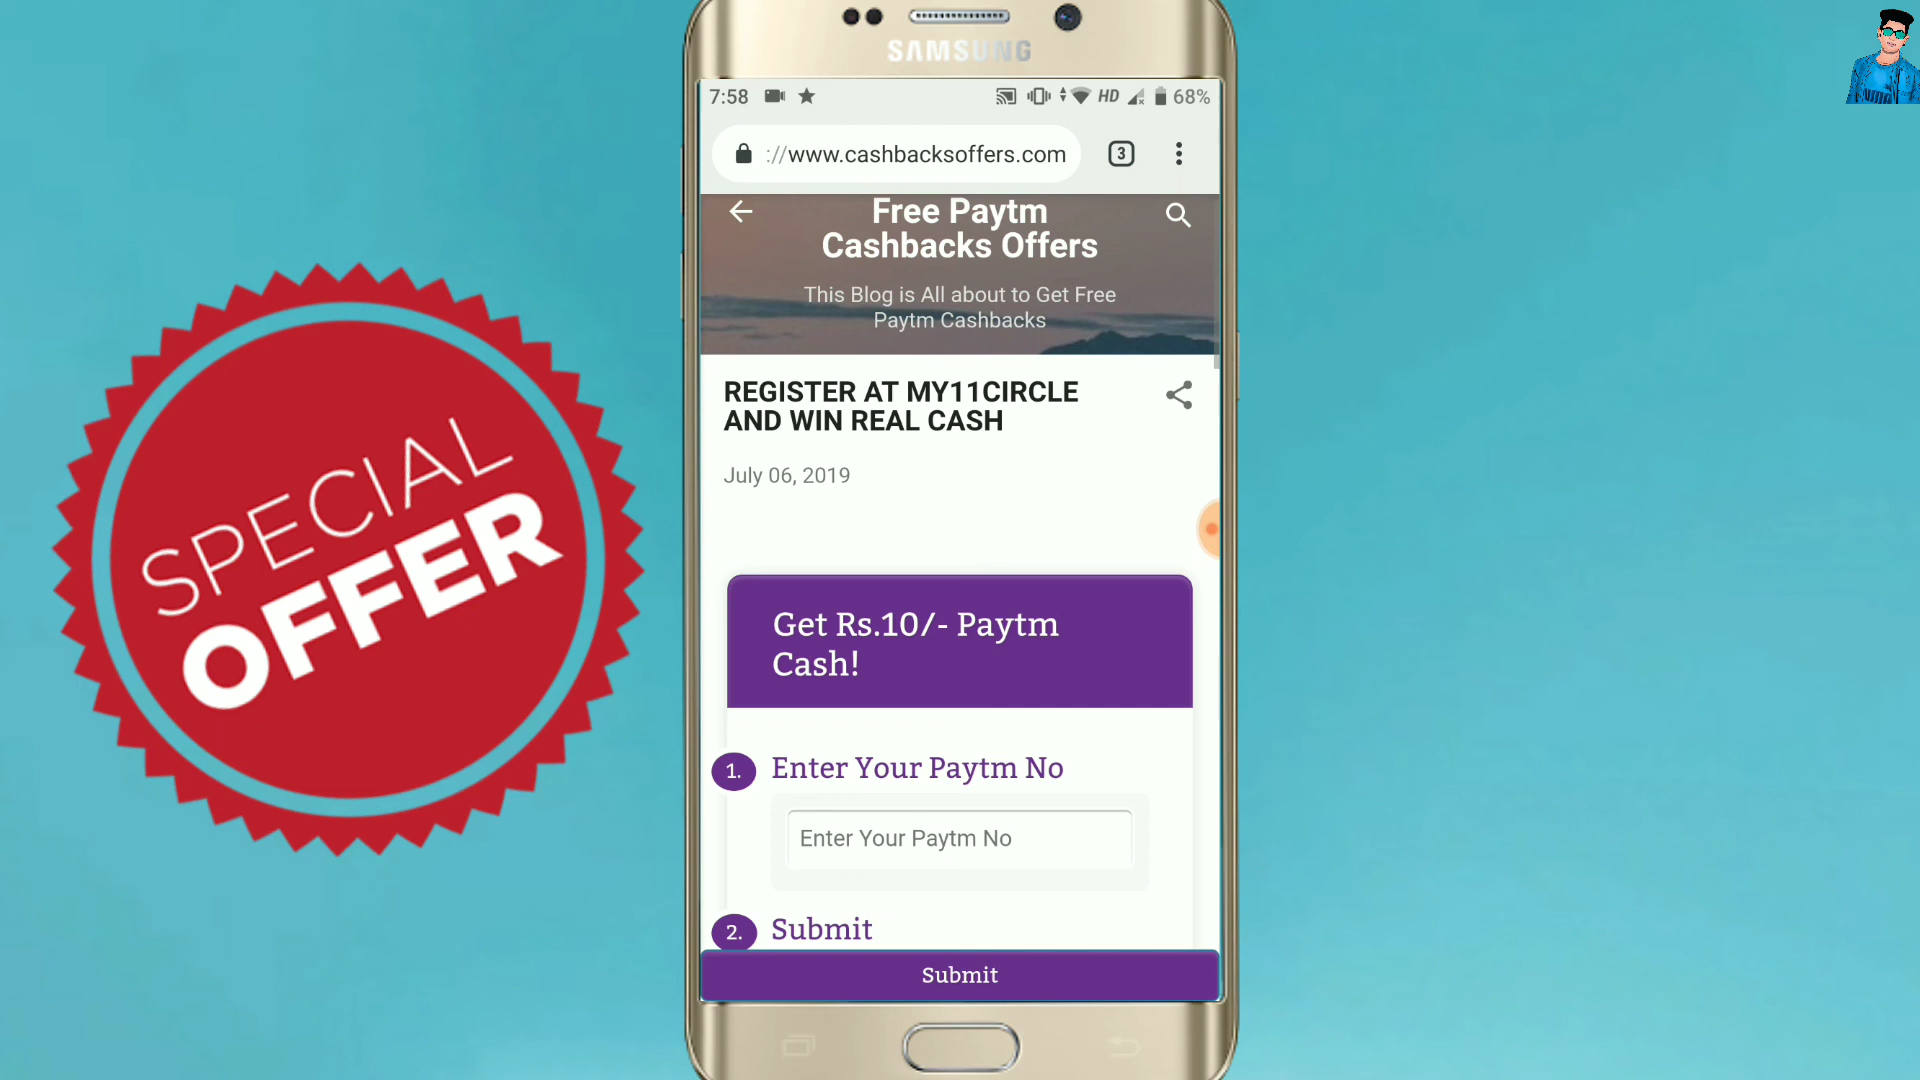 SAMSUNG
7:58
HD
68%
://www.cashbacksoffers.com
3
Free Paytm
Cashbacks Offers
This Blog is All about to Get Free
Paytm Cashbacks
REGISTER AT MY11CIRCLE
AND WIN REAL CASH
July 06, 2019
Get Rs.10/- Paytm
Cash!
1. Enter Your Paytm No
Enter Your Paytm No
2. Submit
Submit
SPECIAL
OFFER